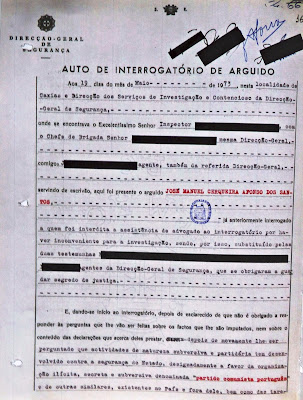 S. R.
DIRECÇÃO-GERAL
DE
SEGURANÇA
AUTO DE INTERROGATÓRIO DE ARGUIDO
Aos 19 dias do mês de Maio de 1973, nesta localidade de
Caxias e Direcção dos Serviços de Investigação e Contencioso da Direcção-
-Geral de Segurança,
onde se encontrava o Excelentíssimo Senhor Inspector
o Chefe de Brigada Senhor mesma Direcção-Geral,
comigo, agente, também da referida Direcção-Geral,
servindo de escrivão, aqui foi presente o arguido JOSÉ MANUEL CERQUEIRA AFONSO DOS SAN-
TOS,
já anteriormente interrogado
a quem foi interdita a assistência de advogado ao interrogatório por ha-
ver inconveniente para a investigação, sendo, por isso, substituído pelas
duas testemunhas
agentes da Direcção-Geral de Segurança, que se obrigaram a guar-
dar segredo de justiça.
E, dando-se início ao interrogatório, depois de declarado que não é obrigado a res-
ponder às perguntas que lhe vão ser feitas sobre os factos que lhe são imputados, nem sobre o
conteúdo das declarações que acerca deles prestar, depois de novamente lhe ser
perguntado que actividades de natureza subversiva e partidária tem desen-
volvido contra a segurança do Estado, designadamente a favor da organização
ilícita, secreta e subversiva denominada "partido comunista português"
e de outras similares, existentes no País e fora dele, bem como das